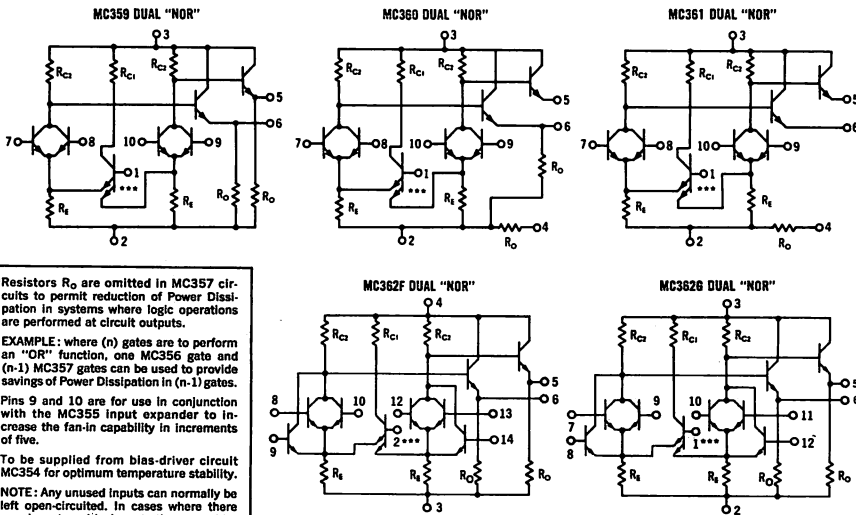 MC359 DUAL "NOR"
3
RC2
RC1
RC2
5
6
7
8
10
9
1
***
RE
RE
RO
RO
2
MC360 DUAL "NOR"
3
RC2
RC1
RC2
5
6
7
8
10
9
1
***
RO
RE
RE
4
RO
2
MC361 DUAL "NOR"
3
RC2
RC1
RC2
5
6
7
8
10
9
1
***
RE
RE
4
RO
2
Resistors RO are omitted in MC357 cir-
cuits to permit reduction of Power Dissi-
pation in systems where logic operations
are performed at circuit outputs.
EXAMPLE: where (n) gates are to perform
an "OR" function, one MC356 gate and
(n-1) MC357 gates can be used to provide
savings of Power Dissipation in (n-1) gates.
Pins 9 and 10 are for use in conjunction
with the MC355 input expander to in-
crease the fan-in capability in increments
of five.
To be supplied from bias-driver circuit
MC354 for optimum temperature stability.
NOTE: Any unused inputs can normally be
left open-circuited. In cases where there
MC362F DUAL "NOR"
4
RC2
RC1
RC2
5
6
8
10
12
13
2
***
14
9
RE
RE
RO
RO
3
MC362G DUAL "NOR"
3
RC2
RC1
RC2
5
6
7
9
10
11
1
***
12
8
RE
RE
RO
RO
2